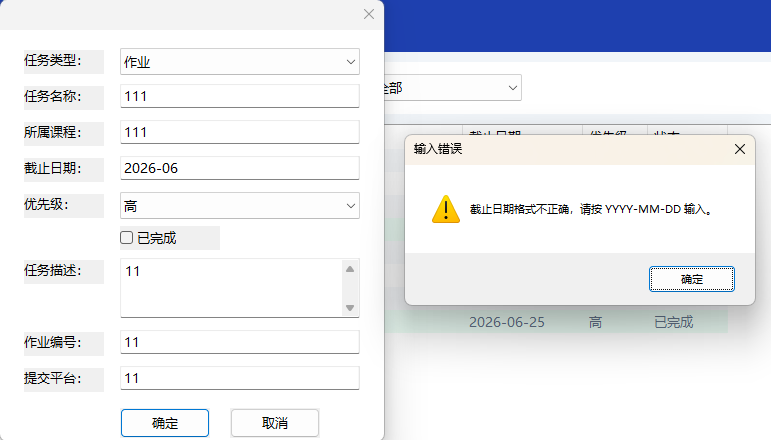 任务类型： 作业
任务名称： 111
所属课程： 111
截止日期： 2026-06
优先级： 高
已完成
任务描述： 11
作业编号： 11
提交平台： 11
确定 取消
全部
截止日期 优先级 状态
输入错误
截止日期格式不正确，请按 YYYY-MM-DD 输入。
确定
2026-06-25 高 已完成